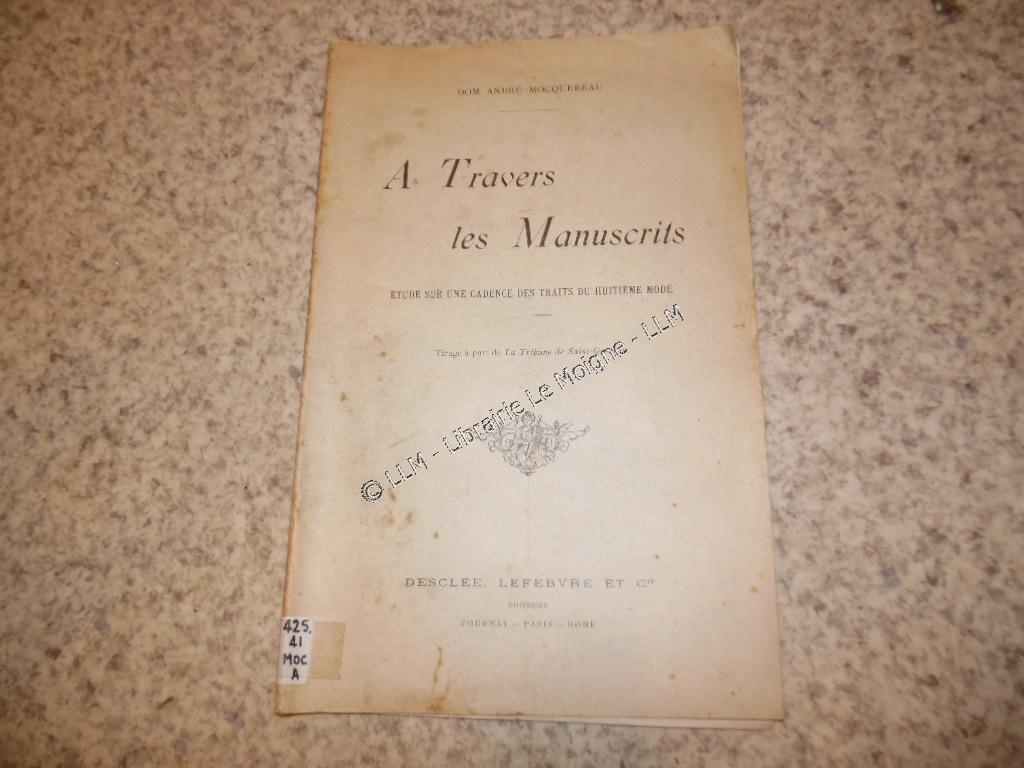 DOM ANDRÉ MOCQUEREAU
A Travers
les Manuscrits
ETUDE SUR UNE CADENCE DES TRAITS DU HUITIÈME MODE
Tirage à part de La Tribune de
© LLM - Librairie Le Moigne - LLM
DESCLÉE, LEFEBVRE ET Cie
ÉDITEURS
TOURNAY — PARIS — ROME
425.
41
MOC
A